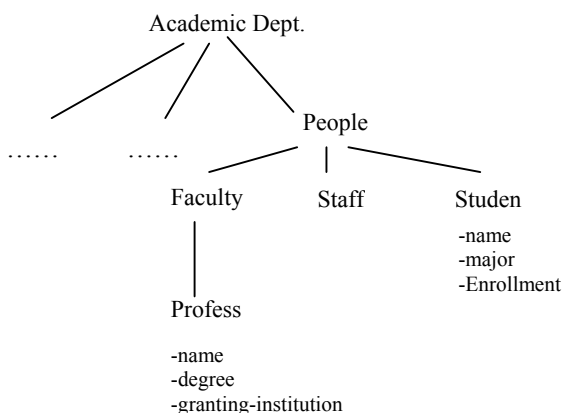 Academic Dept.
People
...... ......
Faculty Staff Studen
-name
-major
-Enrollment
Profess
-name
-degree
-granting-institution